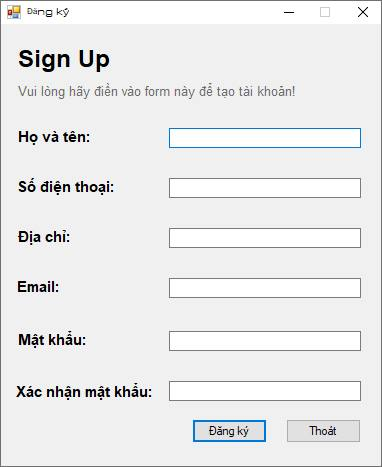 Đăng ký
Sign Up
Vui lòng hãy điền vào form này để tạo tài khoản!
Họ và tên:
Số điện thoại:
Địa chỉ:
Email:
Mật khẩu:
Xác nhận mật khẩu:
Đăng ký Thoát